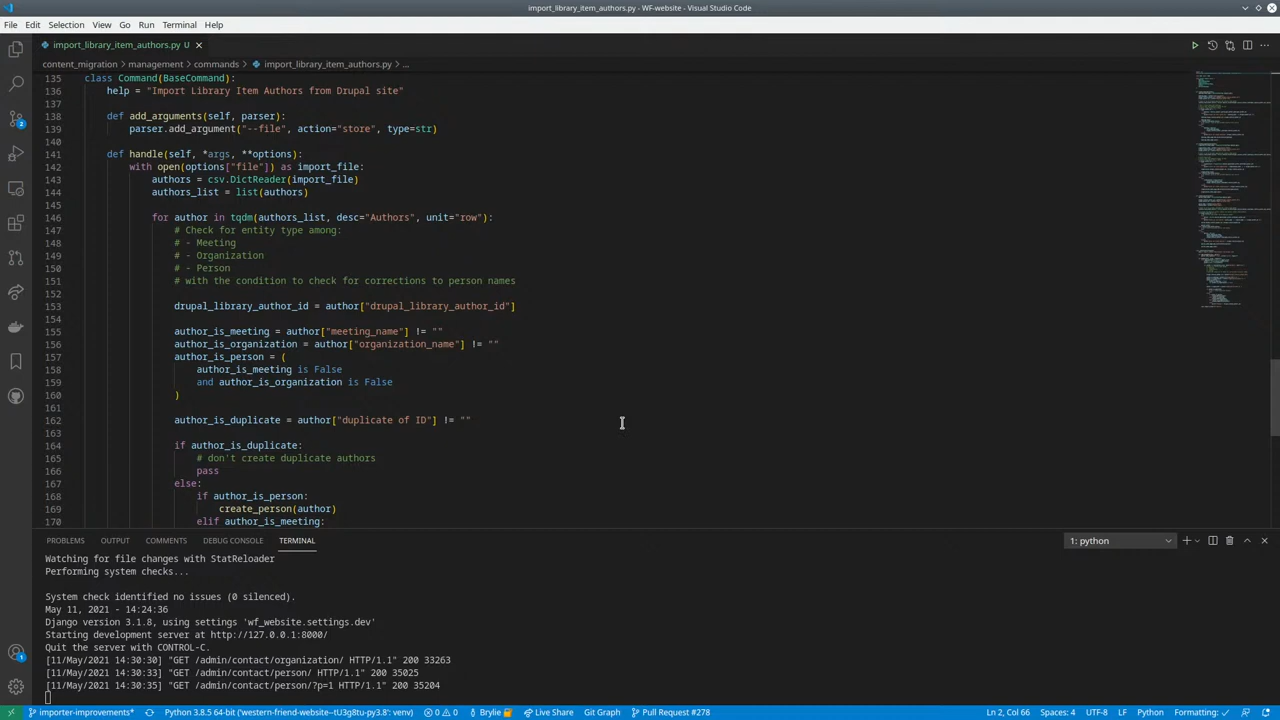 import_library_item_authors.py - WF-website - Visual Studio Code
File Edit Selection View Go Run Terminal Help
import_library_item_authors.py U
content_migration > management > commands > import_library_item_authors.py > ...
135 class Command(BaseCommand):
136 help = "Import Library Item Authors from Drupal site"
137
138 def add_arguments(self, parser):
139 parser.add_argument("--file", action="store", type=str)
140
141 def handle(self, *args, **options):
142 with open(options["file"]) as import_file:
143 authors = csv.DictReader(import_file)
144 authors_list = list(authors)
145
146 for author in tqdm(authors_list, desc="Authors", unit="row"):
147 # Check for entity type among:
148 # - Meeting
149 # - Organization
150 # - Person
151 # with the condition to check for corrections to person names
152
153 drupal_library_author_id = author["drupal_library_author_id"]
154
155 author_is_meeting = author["meeting_name"] != ""
156 author_is_organization = author["organization_name"] != ""
157 author_is_person = (
158 author_is_meeting is False
159 and author_is_organization is False
160 )
161
162 author_is_duplicate = author["duplicate of ID"] != ""
163
164 if author_is_duplicate:
165 # don't create duplicate authors
166 pass
167 else:
168 if author_is_person:
169 create_person(author)
170 elif author_is_meeting:
PROBLEMS OUTPUT COMMENTS DEBUG CONSOLE TERMINAL 1: python
Watching for file changes with StatReloader
Performing system checks...
System check identified no issues (0 silenced).
May 11, 2021 - 14:24:36
Django version 3.1.8, using settings 'wf_website.settings.dev'
Starting development server at http://127.0.0.1:8000/
Quit the server with CONTROL-C.
[11/May/2021 14:30:30] "GET /admin/contact/organization/ HTTP/1.1" 200 33263
[11/May/2021 14:30:33] "GET /admin/contact/person/ HTTP/1.1" 200 35025
[11/May/2021 14:30:35] "GET /admin/contact/person/?p=1 HTTP/1.1" 200 35204
importer-improvements* Python 3.8.5 64-bit ('western-friend-website--tU3g8tu-py3.8': venv) 0 0 Brylie Live Share Git Graph Pull Request #278 Ln 2, Col 66 Spaces: 4 UTF-8 LF Python Formatting: ✓